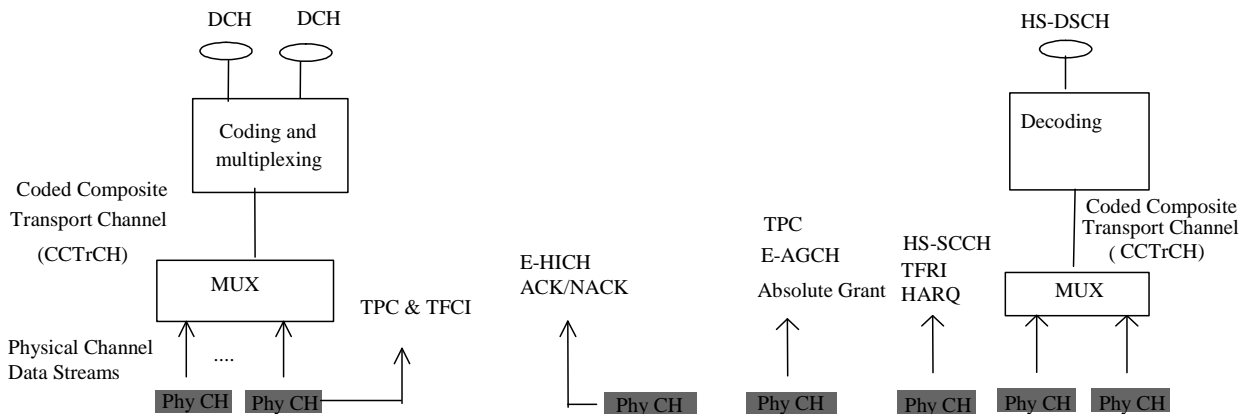 DCH
DCH
Coding and
multiplexing
Coded Composite
Transport Channel
(CCTrCH)
MUX
TPC & TFCI
Physical Channel
Data Streams
....
Phy CH
Phy CH
E-HICH
ACK/NACK
Phy CH
TPC
E-AGCH
Absolute Grant
Phy CH
HS-SCCH
TFRI
HARQ
Phy CH
HS-DSCH
Decoding
Coded Composite
Transport Channel
( CCTrCH)
MUX
Phy CH
Phy CH